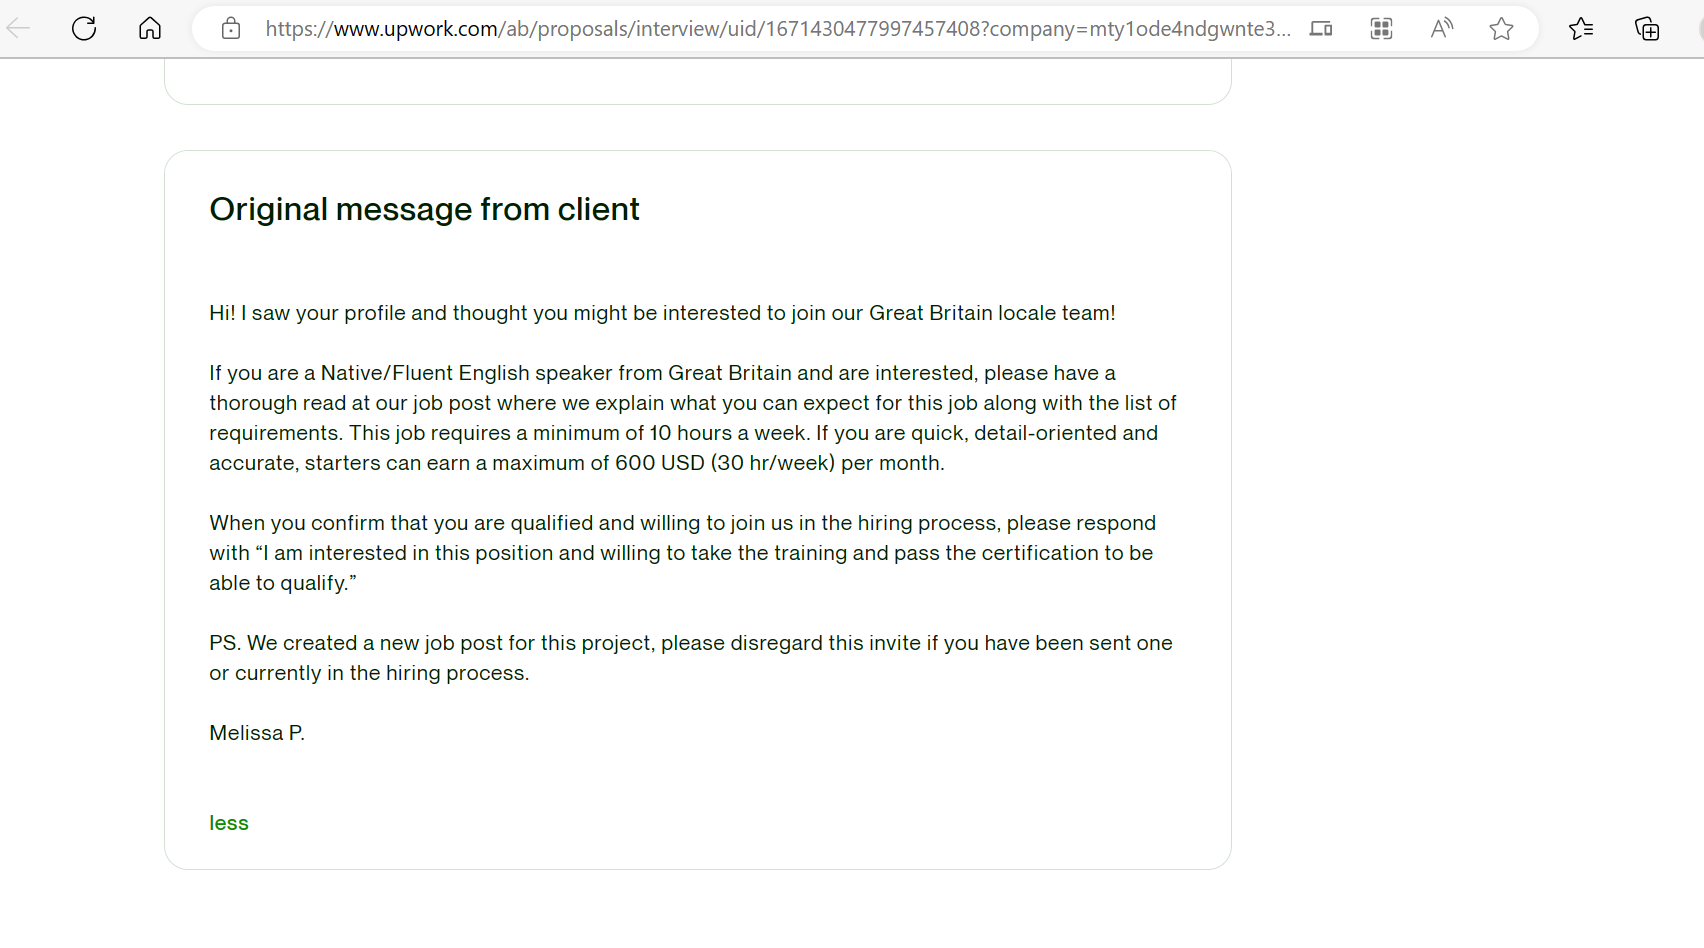 https://www.upwork.com/ab/proposals/interview/uid/1671430477997457408?company=mty1ode4ndgwnte3...
Original message from client
Hi! I saw your profile and thought you might be interested to join our Great Britain locale team!
If you are a Native/Fluent English speaker from Great Britain and are interested, please have a
thorough read at our job post where we explain what you can expect for this job along with the list of
requirements. This job requires a minimum of 10 hours a week. If you are quick, detail-oriented and
accurate, starters can earn a maximum of 600 USD (30 hr/week) per month.
When you confirm that you are qualified and willing to join us in the hiring process, please respond
with “I am interested in this position and willing to take the training and pass the certification to be
able to qualify.”
PS. We created a new job post for this project, please disregard this invite if you have been sent one
or currently in the hiring process.
Melissa P.
less